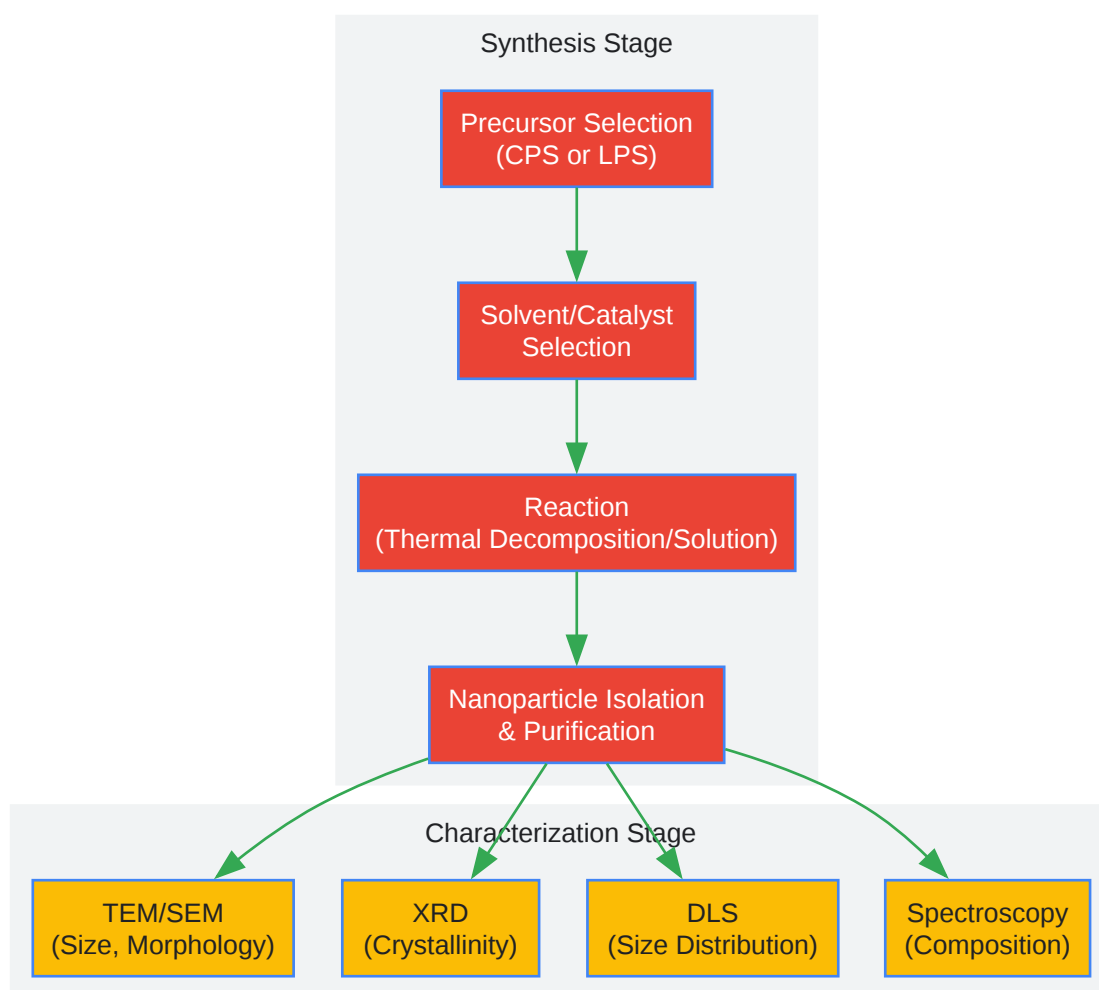 Synthesis Stage
Precursor Selection
(CPS or LPS)
Solvent/Catalyst
Selection
Reaction
(Thermal Decomposition/Solution)
Nanoparticle Isolation
& Purification
Characterization Stage
TEM/SEM
(Size, Morphology)
XRD
(Crystallinity)
DLS
(Size Distribution)
Spectroscopy
(Composition)